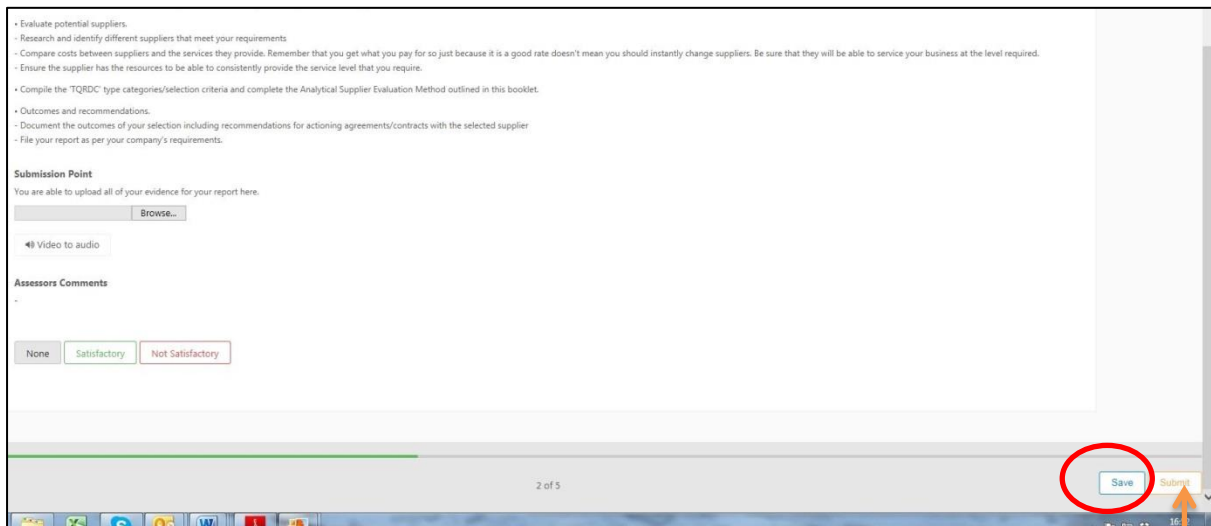 • Evaluate potential suppliers.
- Research and identify different suppliers that meet your requirements
- Compare costs between suppliers and the services they provide. Remember that you get what you pay for so just because it is a good rate doesn't mean you should instantly change suppliers. Be sure that they will be able to service your business at the level required.
- Ensure the supplier has the resources to be able to consistently provide the service level that you require.
• Compile the 'TQRDC' type categories/selection criteria and complete the Analytical Supplier Evaluation Method outlined in this booklet.
• Outcomes and recommendations.
- Document the outcomes of your selection including recommendations for actioning agreements/contracts with the selected supplier
- File your report as per your company's requirements.
Submission Point
You are able to upload all of your evidence for your report here.
Browse...
Video to audio
Assessors Comments
-
None Satisfactory Not Satisfactory
2 of 5
Save Submit